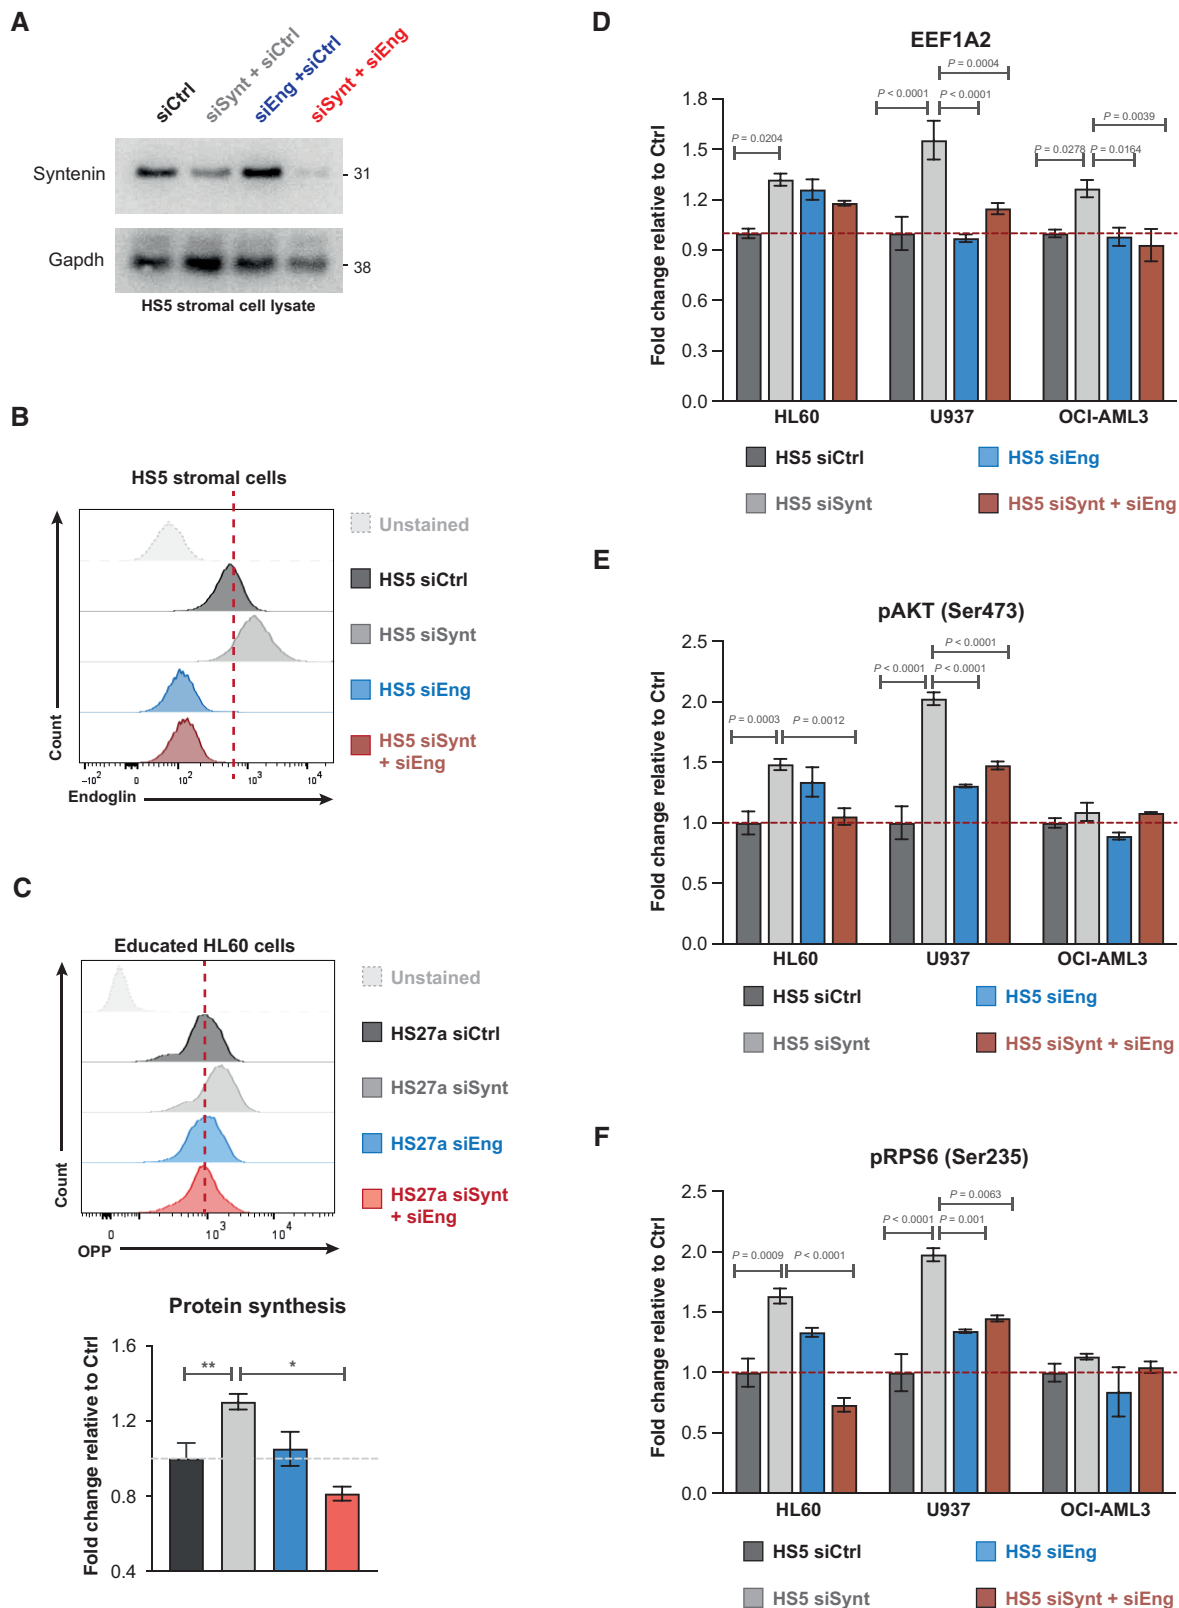 A
siCtrl
siSynt + siCtrl
siEng +siCtrl
siSynt + siEng
Syntenin
31
Gapdh
38
HS5 stromal cell lysate
B
HS5 stromal cells
Unstained
HS5 siCtrl
HS5 siSynt
HS5 siEng
HS5 siSynt
+ siEng
Count
-10²
0
10²
10³
10⁴
Endoglin
C
Educated HL60 cells
Unstained
HS27a siCtrl
HS27a siSynt
HS27a siEng
HS27a siSynt
+ siEng
Count
0
10³
10⁴
OPP
Protein synthesis
Fold change relative to Ctrl
1.6
1.2
0.8
0.4
**
*
D
EEF1A2
Fold change relative to Ctrl
1.8
1.5
1.2
0.9
0.6
0.3
0.0
P = 0.0204
P < 0.0001
P = 0.0004
P < 0.0001
P = 0.0278
P = 0.0039
P = 0.0164
HL60
U937
OCI-AML3
HS5 siCtrl
HS5 siEng
HS5 siSynt
HS5 siSynt + siEng
E
pAKT (Ser473)
Fold change relative to Ctrl
2.5
2.0
1.5
1.0
0.5
0.0
P = 0.0003
P = 0.0012
P < 0.0001
P < 0.0001
P < 0.0001
HL60
U937
OCI-AML3
HS5 siCtrl
HS5 siEng
HS5 siSynt
HS5 siSynt + siEng
F
pRPS6 (Ser235)
Fold change relative to Ctrl
2.5
2.0
1.5
1.0
0.5
0.0
P = 0.0009
P < 0.0001
P < 0.0001
P = 0.0063
P = 0.001
HL60
U937
OCI-AML3
HS5 siCtrl
HS5 siEng
HS5 siSynt
HS5 siSynt + siEng